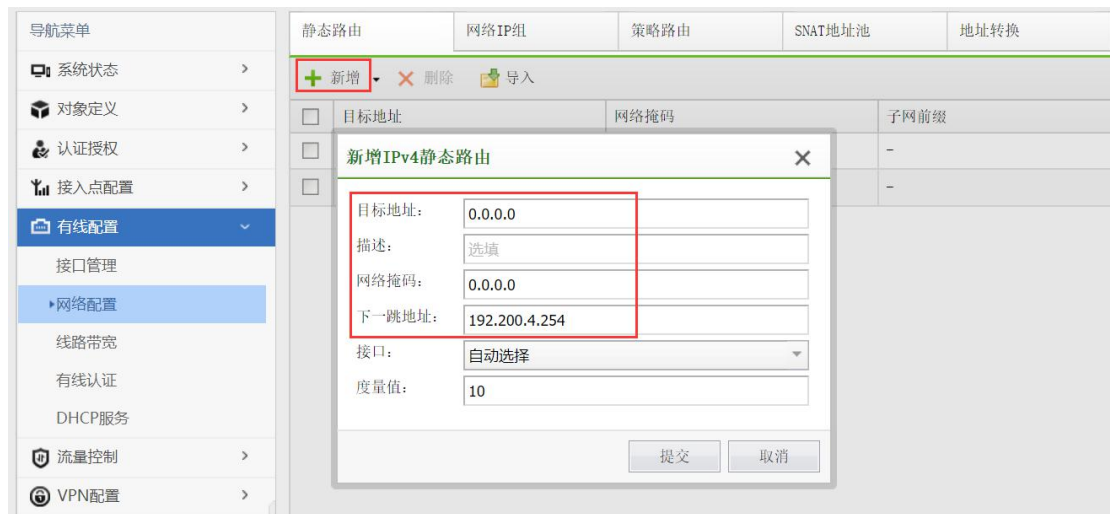 导航菜单
系统状态
对象定义
认证授权
接入点配置
有线配置
接口管理
网络配置
线路带宽
有线认证
DHCP服务
流量控制
VPN配置
静态路由 网络IP组 策略路由 SNAT地址池 地址转换
新增 删除 导入
目标地址 网络掩码 子网前缀
-
-
新增IPv4静态路由
目标地址: 0.0.0.0
描述: 选填
网络掩码: 0.0.0.0
下一跳地址: 192.200.4.254
接口: 自动选择
度量值: 10
提交 取消